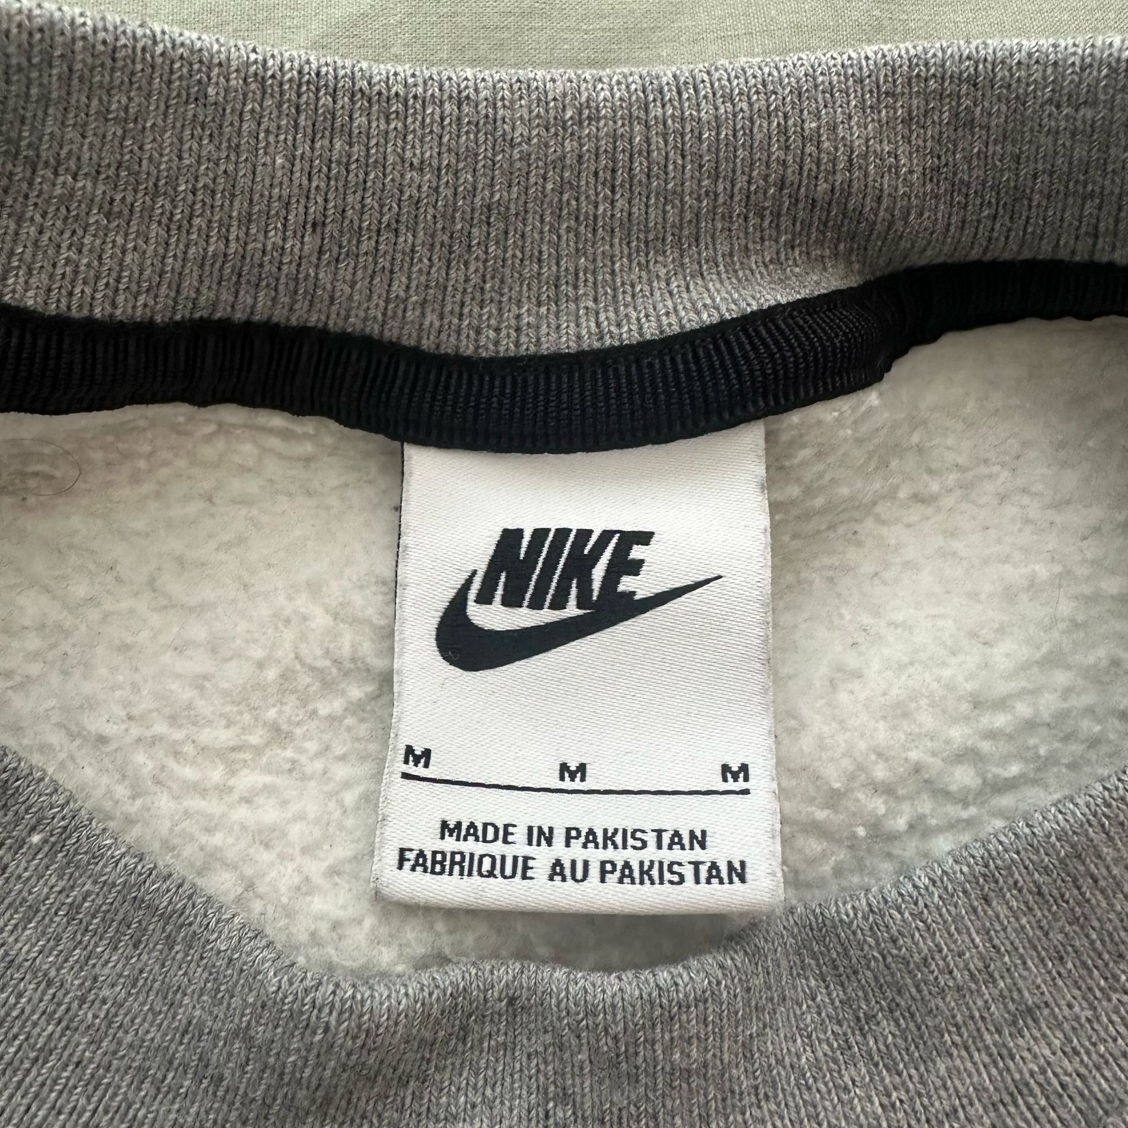 NIKE
M M M
MADE IN PAKISTAN
FABRIQUE AU PAKISTAN